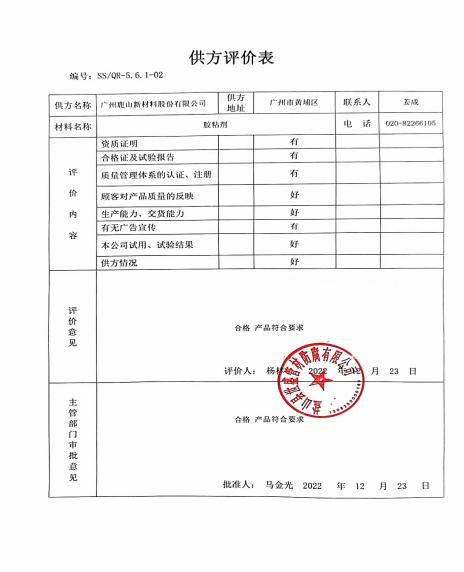 供方评价表
编号: SS/QR-5.6.1-02
供方名称 广州鹿山新材料股份有限公司 供方地址 广州市黄埔区 联系人 姜成
材料名称 胶粘剂 电 话 020-82266105
评价内容
资质证明 有
合格证及试验报告 有
质量管理体系的认证、注册 有
顾客对产品质量的反映 好
生产能力、交货能力 好
有无广告宣传 有
本公司试用、试验结果 好
供方情况 好
评价意见
合格 产品符合要求
评价人: 杨 2022 年 12 月 23 日
主管部门审批意见
合格 产品符合要求
批准人: 马金光 2022 年 12 月 23 日